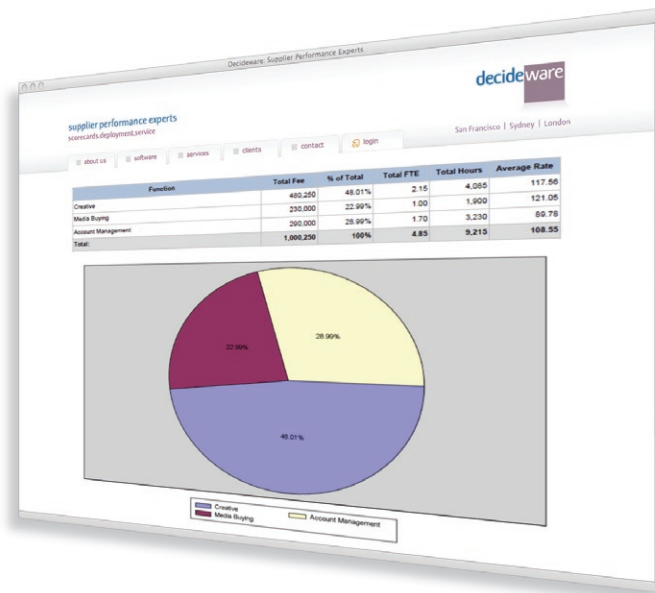 Decideware: Supplier Performance Experts
decideware
supplier performance experts
scorecards.deployment.service
San Francisco | Sydney | London
about us software services clients contact login
Function Total Fee % of Total Total FTE Total Hours Average Rate
Creative 480,250 48.01% 2.15 4,085 117.56
Media Buying 230,000 22.99% 1.00 1,900 121.05
Account Management 290,000 28.99% 1.70 3,230 89.78
Total: 1,000,250 100% 4.85 9,215 108.55
22.99%
28.99%
48.01%
Creative
Media Buying
Account Management